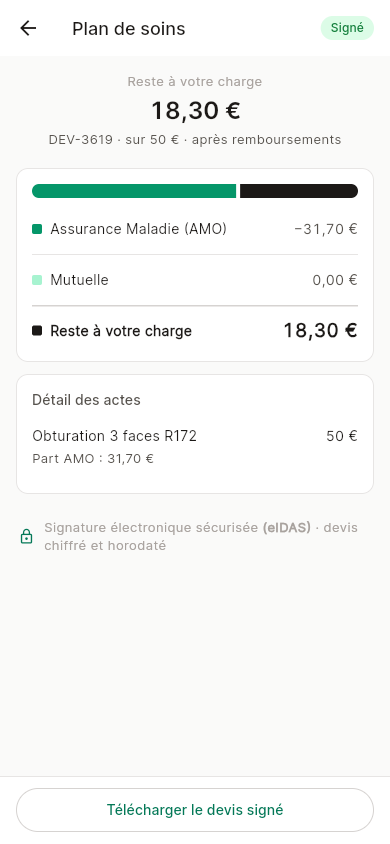 Plan de soins
Signé
Reste à votre charge
18,30 €
DEV-3619 · sur 50 € · après remboursements
Assurance Maladie (AMO) −31,70 €
Mutuelle 0,00 €
Reste à votre charge 18,30 €
Détail des actes
Obturation 3 faces R172 50 €
Part AMO : 31,70 €
Signature électronique sécurisée (eIDAS) · devis
chiffré et horodaté
Télécharger le devis signé